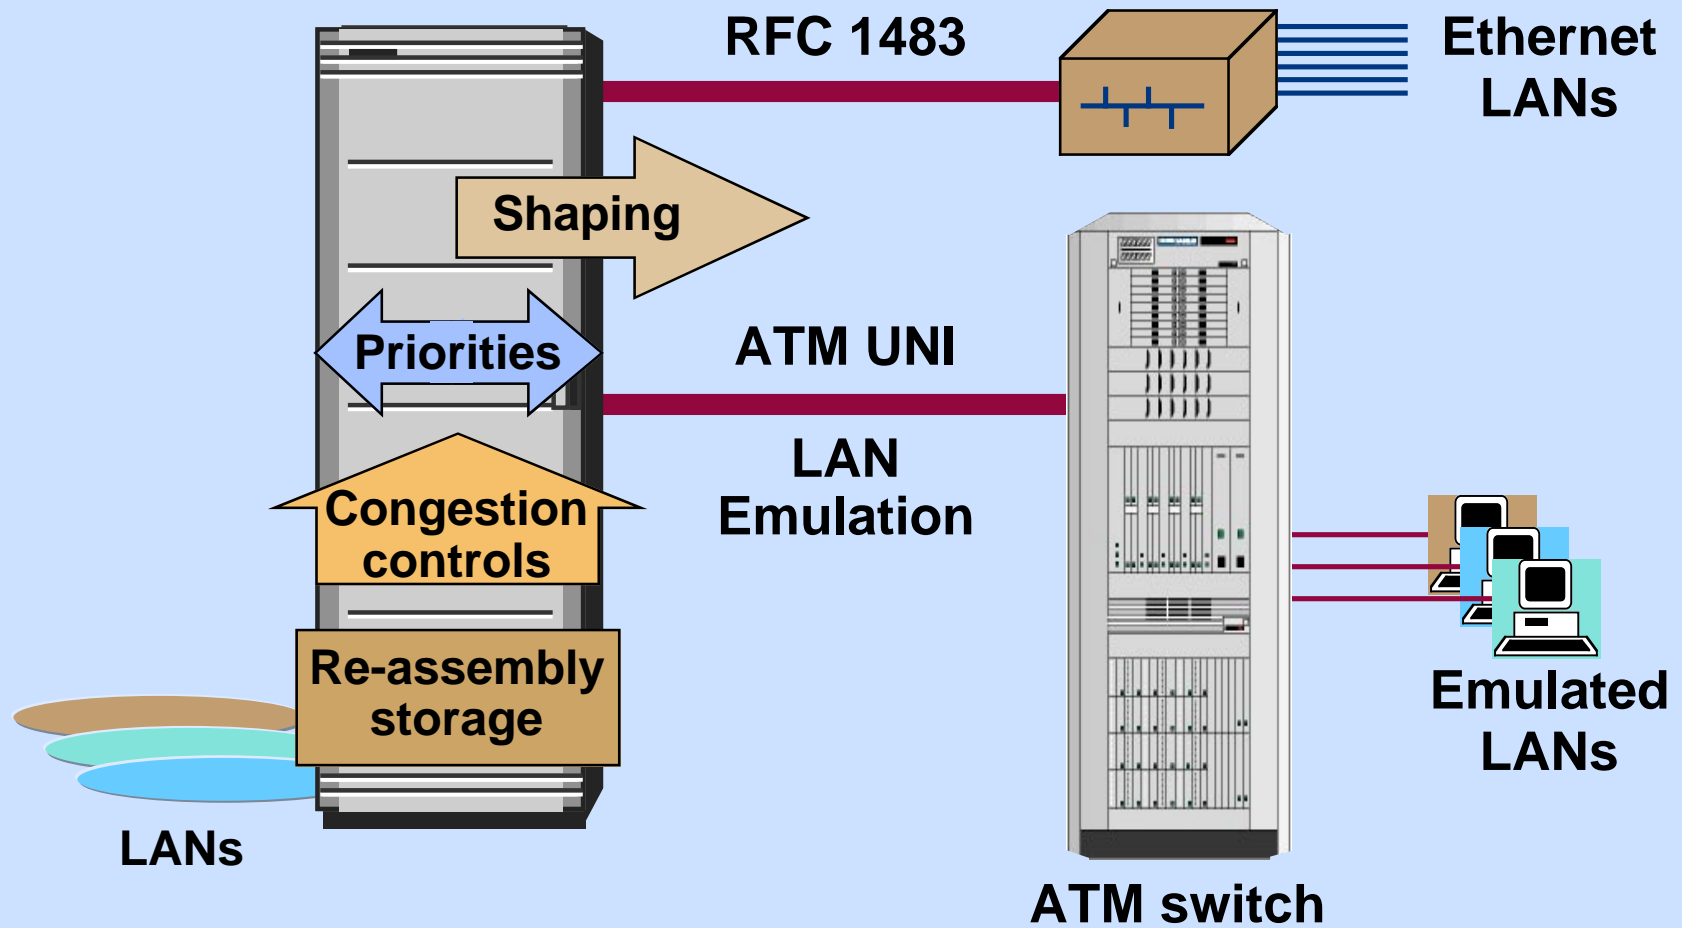 RFC 1483
Ethernet
LANs
Shaping
Priorities
ATM UNI
LAN
Emulation
Congestion
controls
Re-assembly
storage
LANs
Emulated
LANs
ATM switch